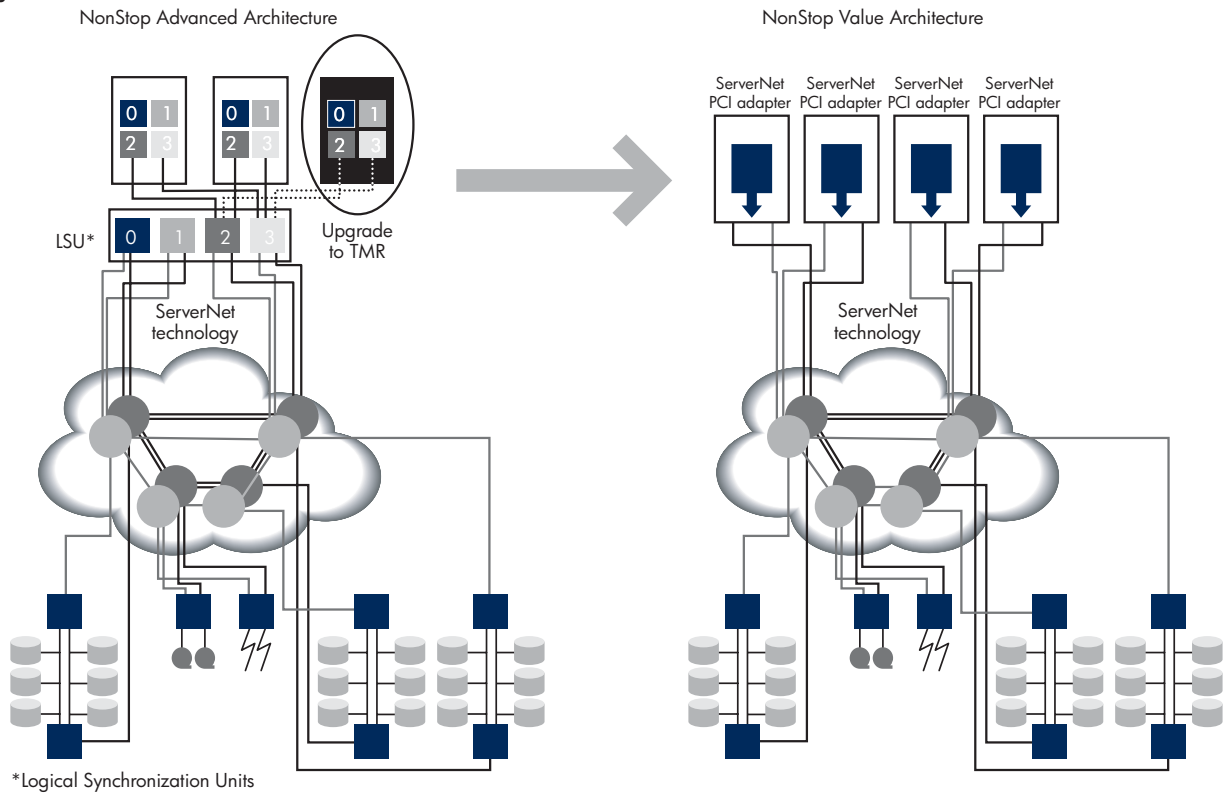 NonStop Advanced Architecture
NonStop Value Architecture
ServerNet
PCI adapter
ServerNet
PCI adapter
ServerNet
PCI adapter
ServerNet
PCI adapter
0 1
2 3
0 1
2 3
0 1
2 3
LSU*
0 1 2 3
Upgrade
to TMR
ServerNet
technology
ServerNet
technology
*Logical Synchronization Units